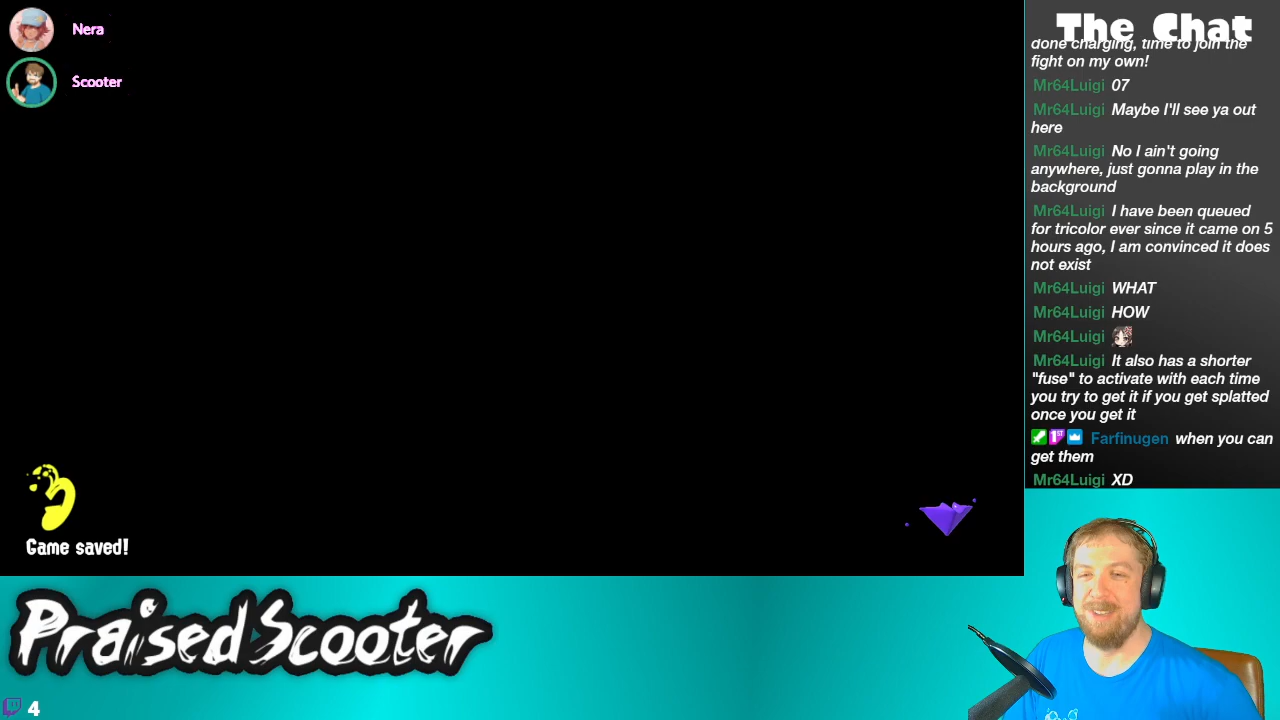 Nera
Scooter
Game saved!
The Chat
done charging, time to join the
fight on my own!
Mr64Luigi 07
Mr64Luigi Maybe I'll see ya out
here
Mr64Luigi No I ain't going
anywhere, just gonna play in the
background
Mr64Luigi I have been queued
for tricolor ever since it came on 5
hours ago, I am convinced it does
not exist
Mr64Luigi WHAT
Mr64Luigi HOW
Mr64Luigi
Mr64Luigi It also has a shorter
"fuse" to activate with each time
you try to get it if you get splatted
once you get it
1ST Farfinugen when you can
get them
Mr64Luigi XD
PraisedScooter
4